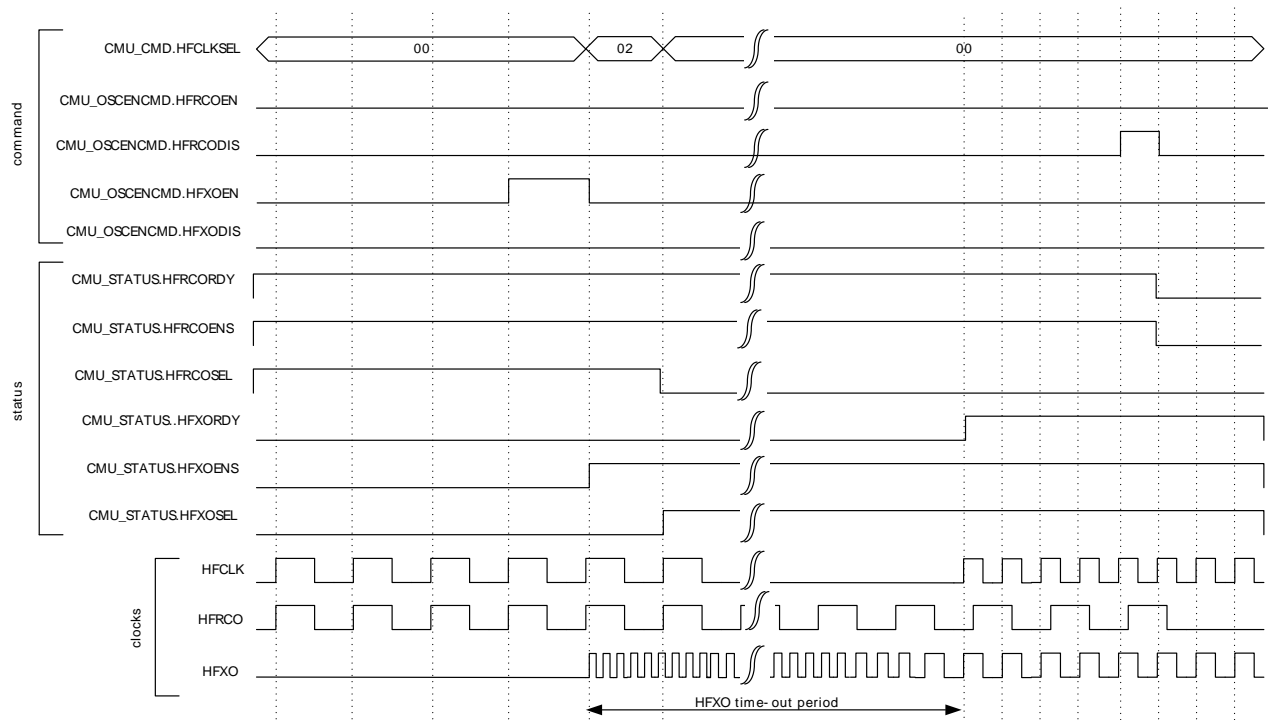 command
CMU_CMD.HFCLKSEL
00
02
00
CMU_OSCENCMD.HFRCOEN
CMU_OSCENCMD.HFRCODIS
CMU_OSCENCMD.HFXOEN
CMU_OSCENCMD.HFXODIS
status
CMU_STATUS.HFRCORDY
CMU_STATUS.HFRCOENS
CMU_STATUS.HFRCOSEL
CMU_STATUS..HFXORDY
CMU_STATUS.HFXOENS
CMU_STATUS.HFXOSEL
clocks
HFCLK
HFRCO
HFXO
HFXO time-out period